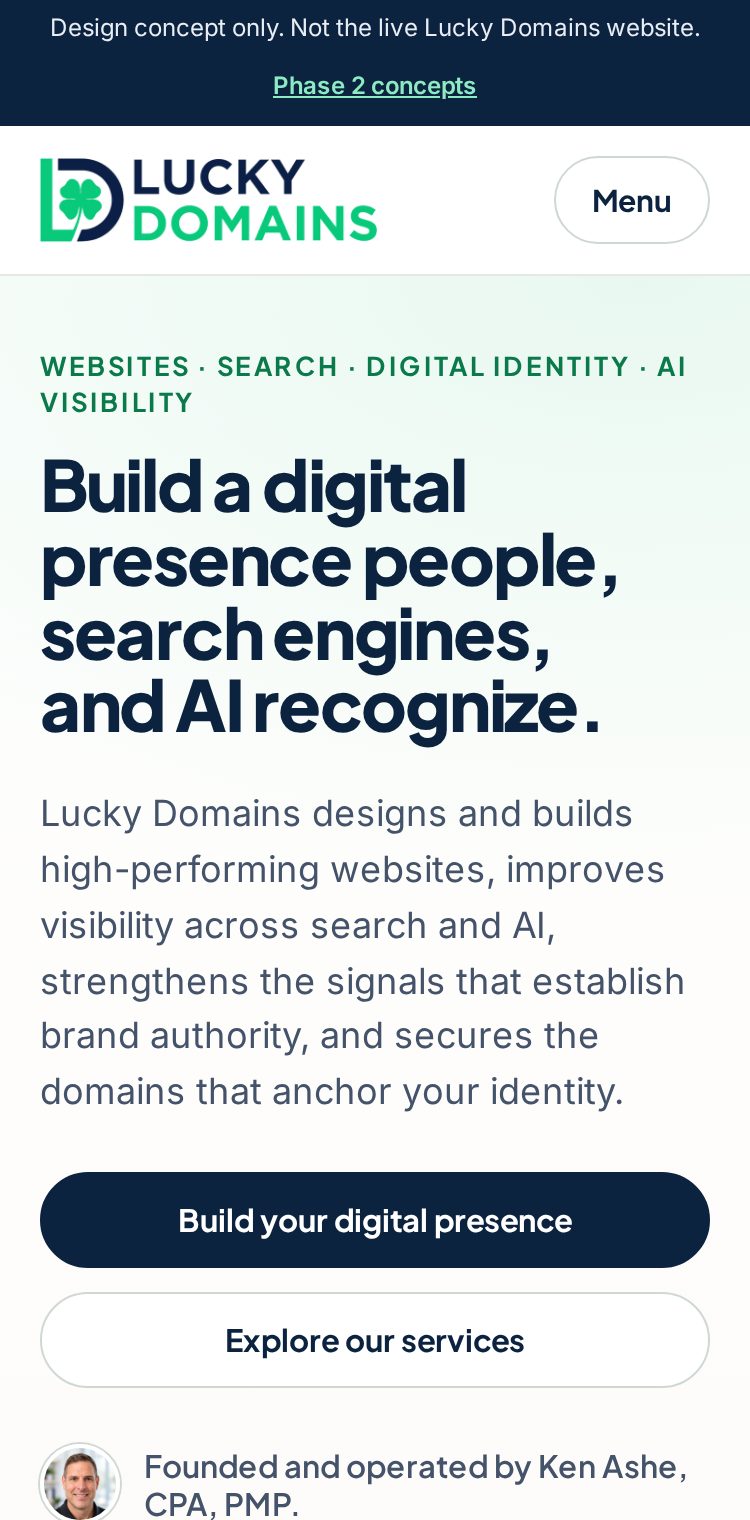 Design concept only. Not the live Lucky Domains website.
Phase 2 concepts
LUCKY
DOMAINS
Menu
WEBSITES · SEARCH · DIGITAL IDENTITY · AI
VISIBILITY
Build a digital
presence people,
search engines,
and AI recognize.
Lucky Domains designs and builds
high-performing websites, improves
visibility across search and AI,
strengthens the signals that establish
brand authority, and secures the
domains that anchor your identity.
Build your digital presence
Explore our services
Founded and operated by Ken Ashe,
CPA, PMP.